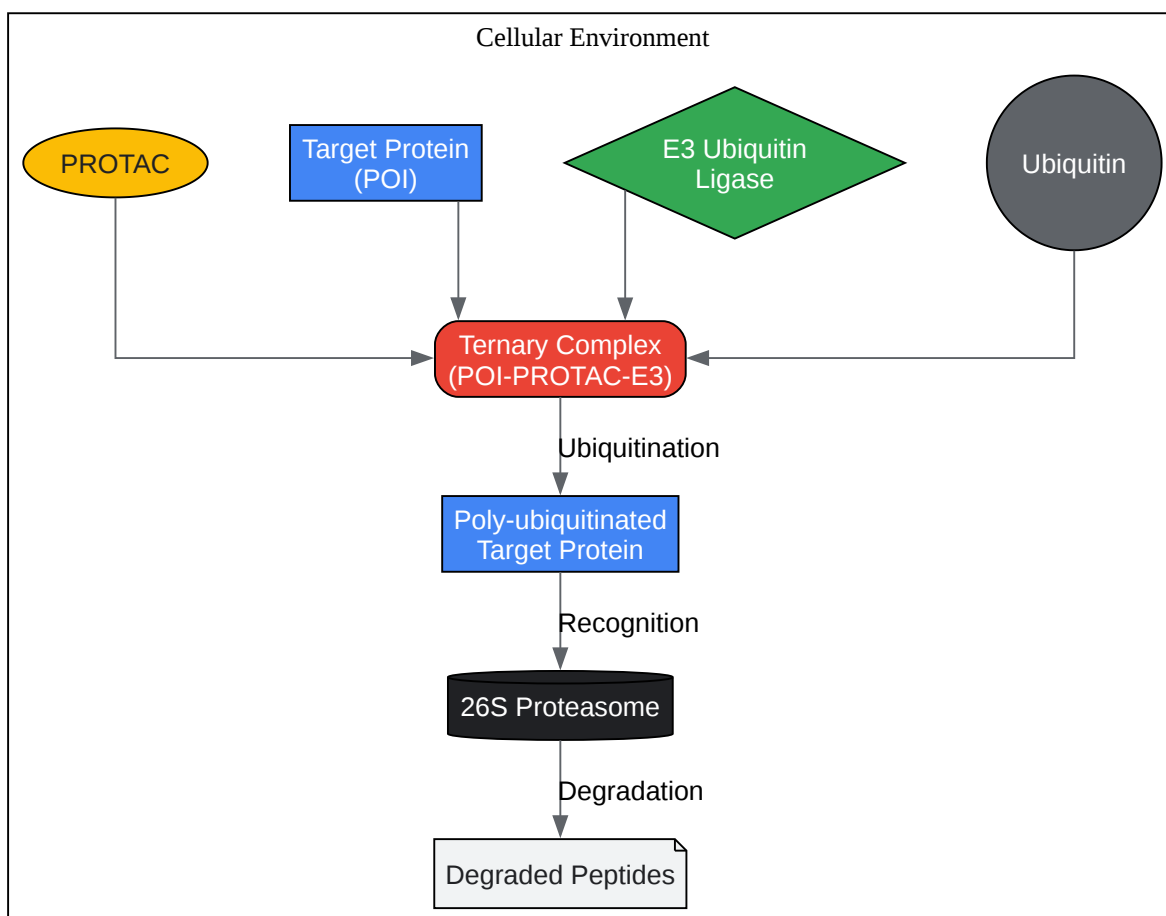 Cellular Environment
PROTAC
Target Protein
(POI)
E3 Ubiquitin
Ligase
Ubiquitin
Ternary Complex
(POI-PROTAC-E3)
Ubiquitination
Poly-ubiquitinated
Target Protein
Recognition
26S Proteasome
Degradation
Degraded Peptides